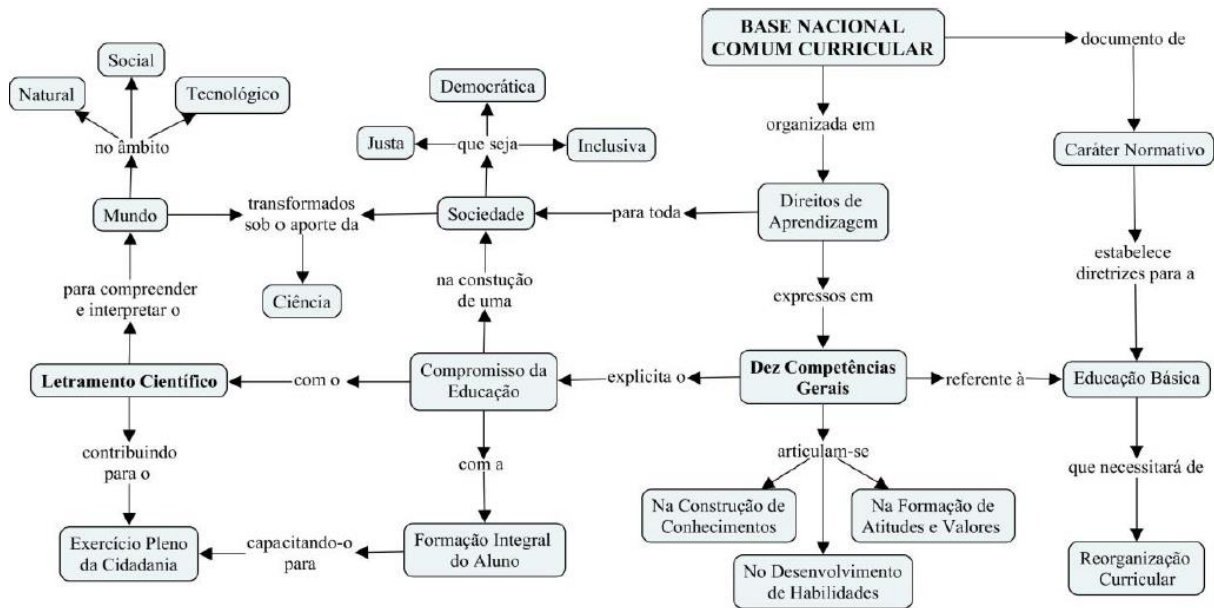 BASE NACIONAL
COMUM CURRICULAR
documento de
Social
Natural
Tecnológico
Democrática
no âmbito
organizada em
Justa
que seja
Inclusiva
Caráter Normativo
Mundo
transformados
sob o aporte da
Sociedade
para toda
Direitos de
Aprendizagem
estabelece
diretrizes para a
para compreender
e interpretar o
Ciência
na constução
de uma
expressos em
Letramento Científico
com o
Compromisso da
Educação
explicita o
Dez Competências
Gerais
referente à
Educação Básica
contribuindo
para o
com a
articulam-se
que necessitará de
Na Construção de
Conhecimentos
Na Formação de
Atitudes e Valores
Exercício Pleno
da Cidadania
capacitando-o
para
Formação Integral
do Aluno
No Desenvolvimento
de Habilidades
Reorganização
Curricular